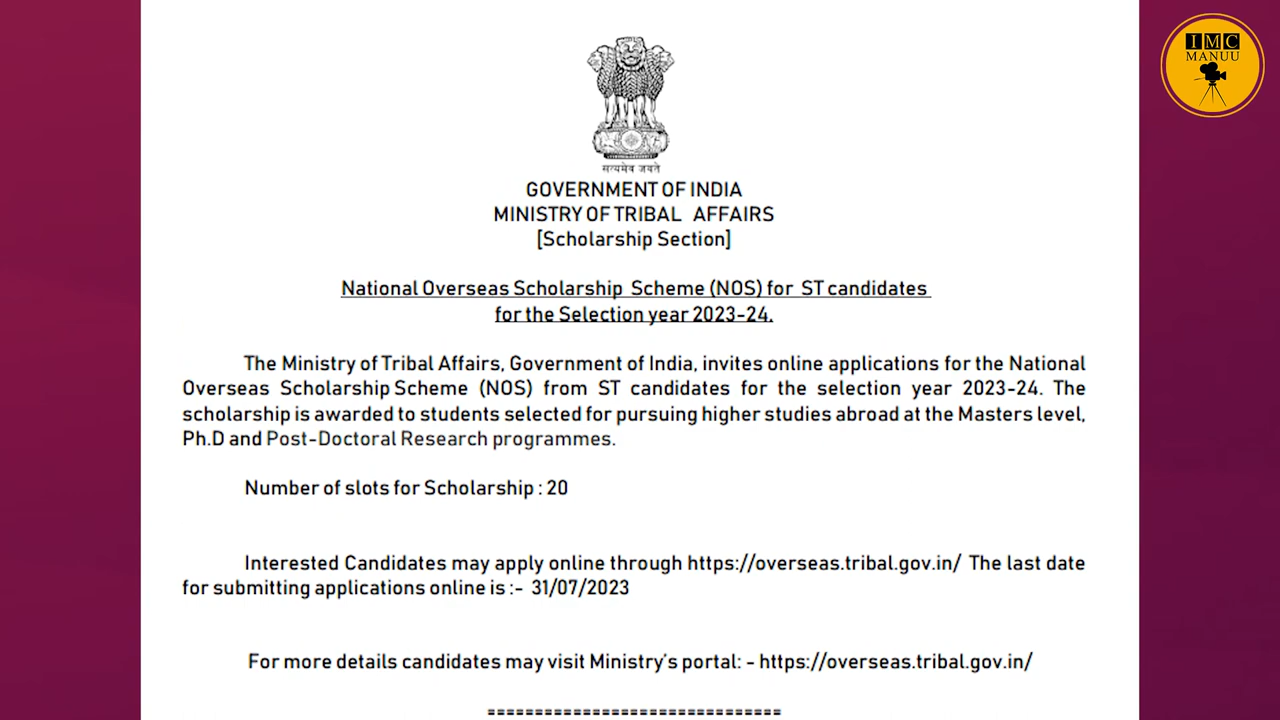 IMC
MANUU
सत्यमेव जयते
GOVERNMENT OF INDIA
MINISTRY OF TRIBAL AFFAIRS
[Scholarship Section]
National Overseas Scholarship Scheme (NOS) for ST candidates
for the Selection year 2023-24.
The Ministry of Tribal Affairs, Government of India, invites online applications for the National
Overseas Scholarship Scheme (NOS) from ST candidates for the selection year 2023-24. The
scholarship is awarded to students selected for pursuing higher studies abroad at the Masters level,
Ph.D and Post-Doctoral Research programmes.
Number of slots for Scholarship : 20
Interested Candidates may apply online through https://overseas.tribal.gov.in/ The last date
for submitting applications online is :- 31/07/2023
For more details candidates may visit Ministry's portal: - https://overseas.tribal.gov.in/
==============================